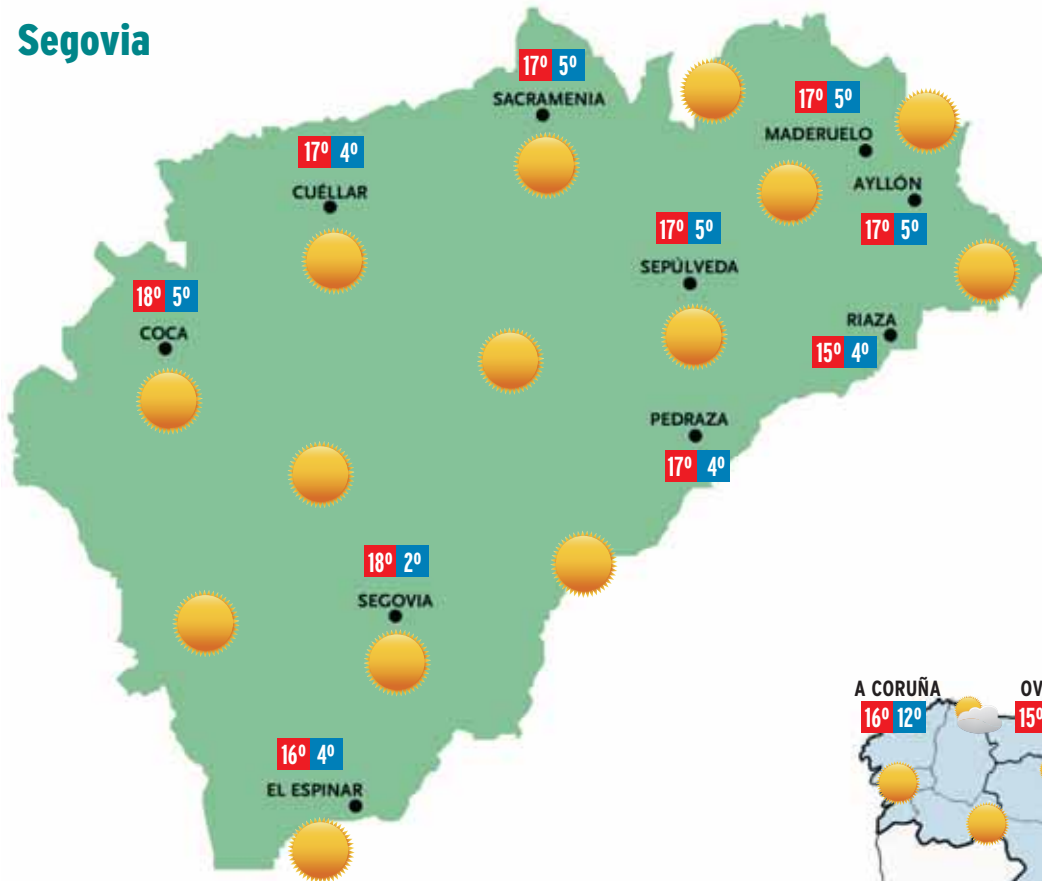 Segovia
17º 5º
SACRAMENIA
17º 5º
MADERUELO
17º 4º
CUÉLLAR
AYLLÓN
17º 5º
17º 5º
SEPÚLVEDA
18º 5º
COCA
RIAZA
15º 4º
PEDRAZA
17º 4º
18º 2º
SEGOVIA
A CORUÑA
16º 12º
OV
15º
16º 4º
EL ESPINAR